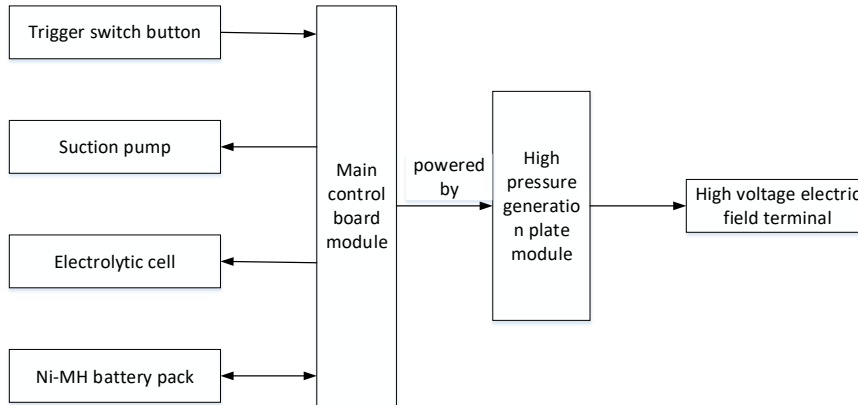 Trigger switch button
Suction pump
Electrolytic cell
Ni-MH battery pack
Main
control
board
module
powered
by
High
pressure
generatio
n plate
module
High voltage electric
field terminal